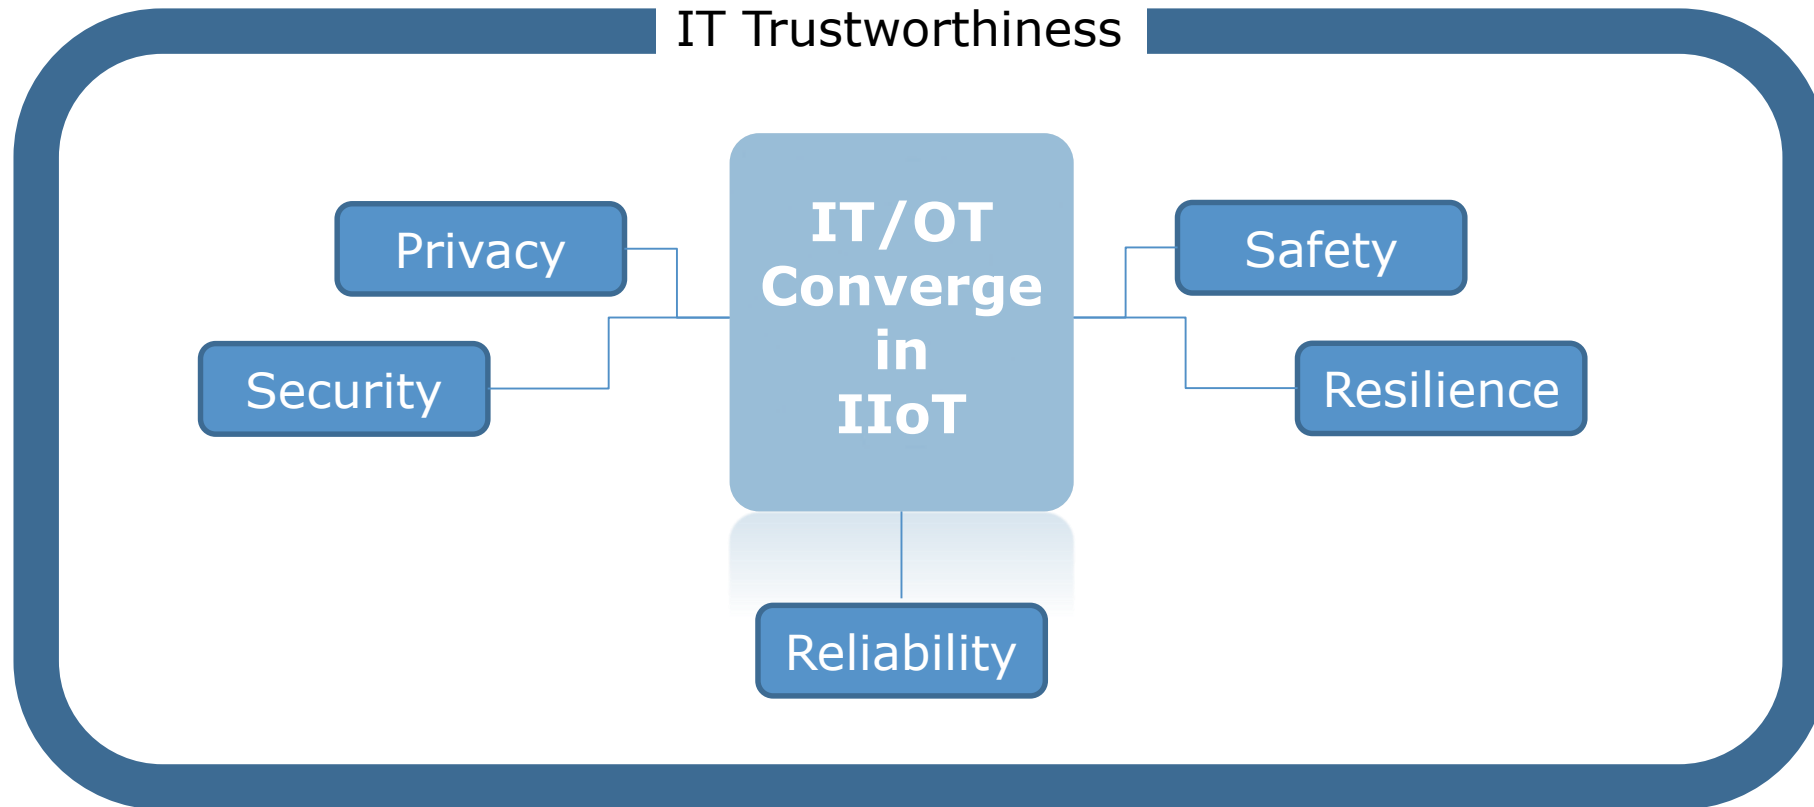 IT Trustworthiness
Privacy
Security
IT/OT
Converge
in
IIoT
Safety
Resilience
Reliability